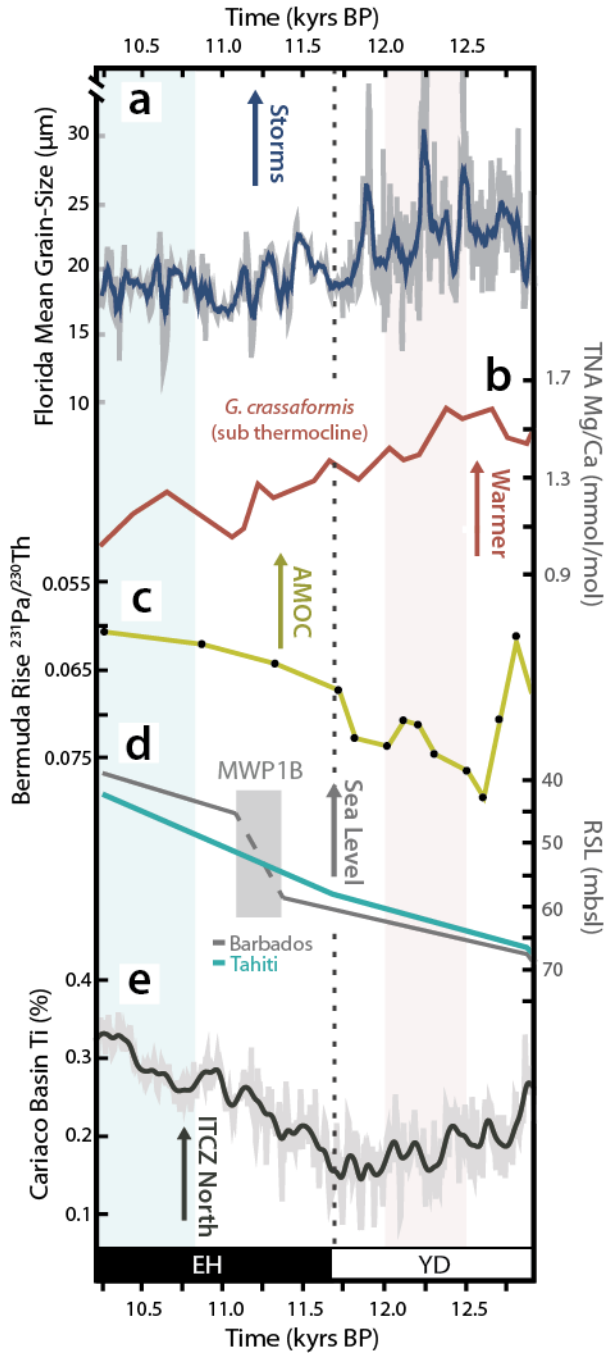 Time (kyrs BP)
10.5 11.0 11.5 12.0 12.5
a
Storms
Florida Mean Grain-Size (μm)
30
25
20
15
10
b
G. crassaformis
(sub thermocline)
Warmer
TNA Mg/Ca (mmol/mol)
1.7
1.3
0.9
c
AMOC
Bermuda Rise ²³¹Pa/²³⁰Th
0.055
0.065
0.075
d
MWP1B
Sea Level
RSL (mbsl)
40
50
60
70
Barbados
Tahiti
e
Cariaco Basin Ti (%)
0.4
0.3
0.2
0.1
ITCZ North
EH YD
10.5 11.0 11.5 12.0 12.5
Time (kyrs BP)